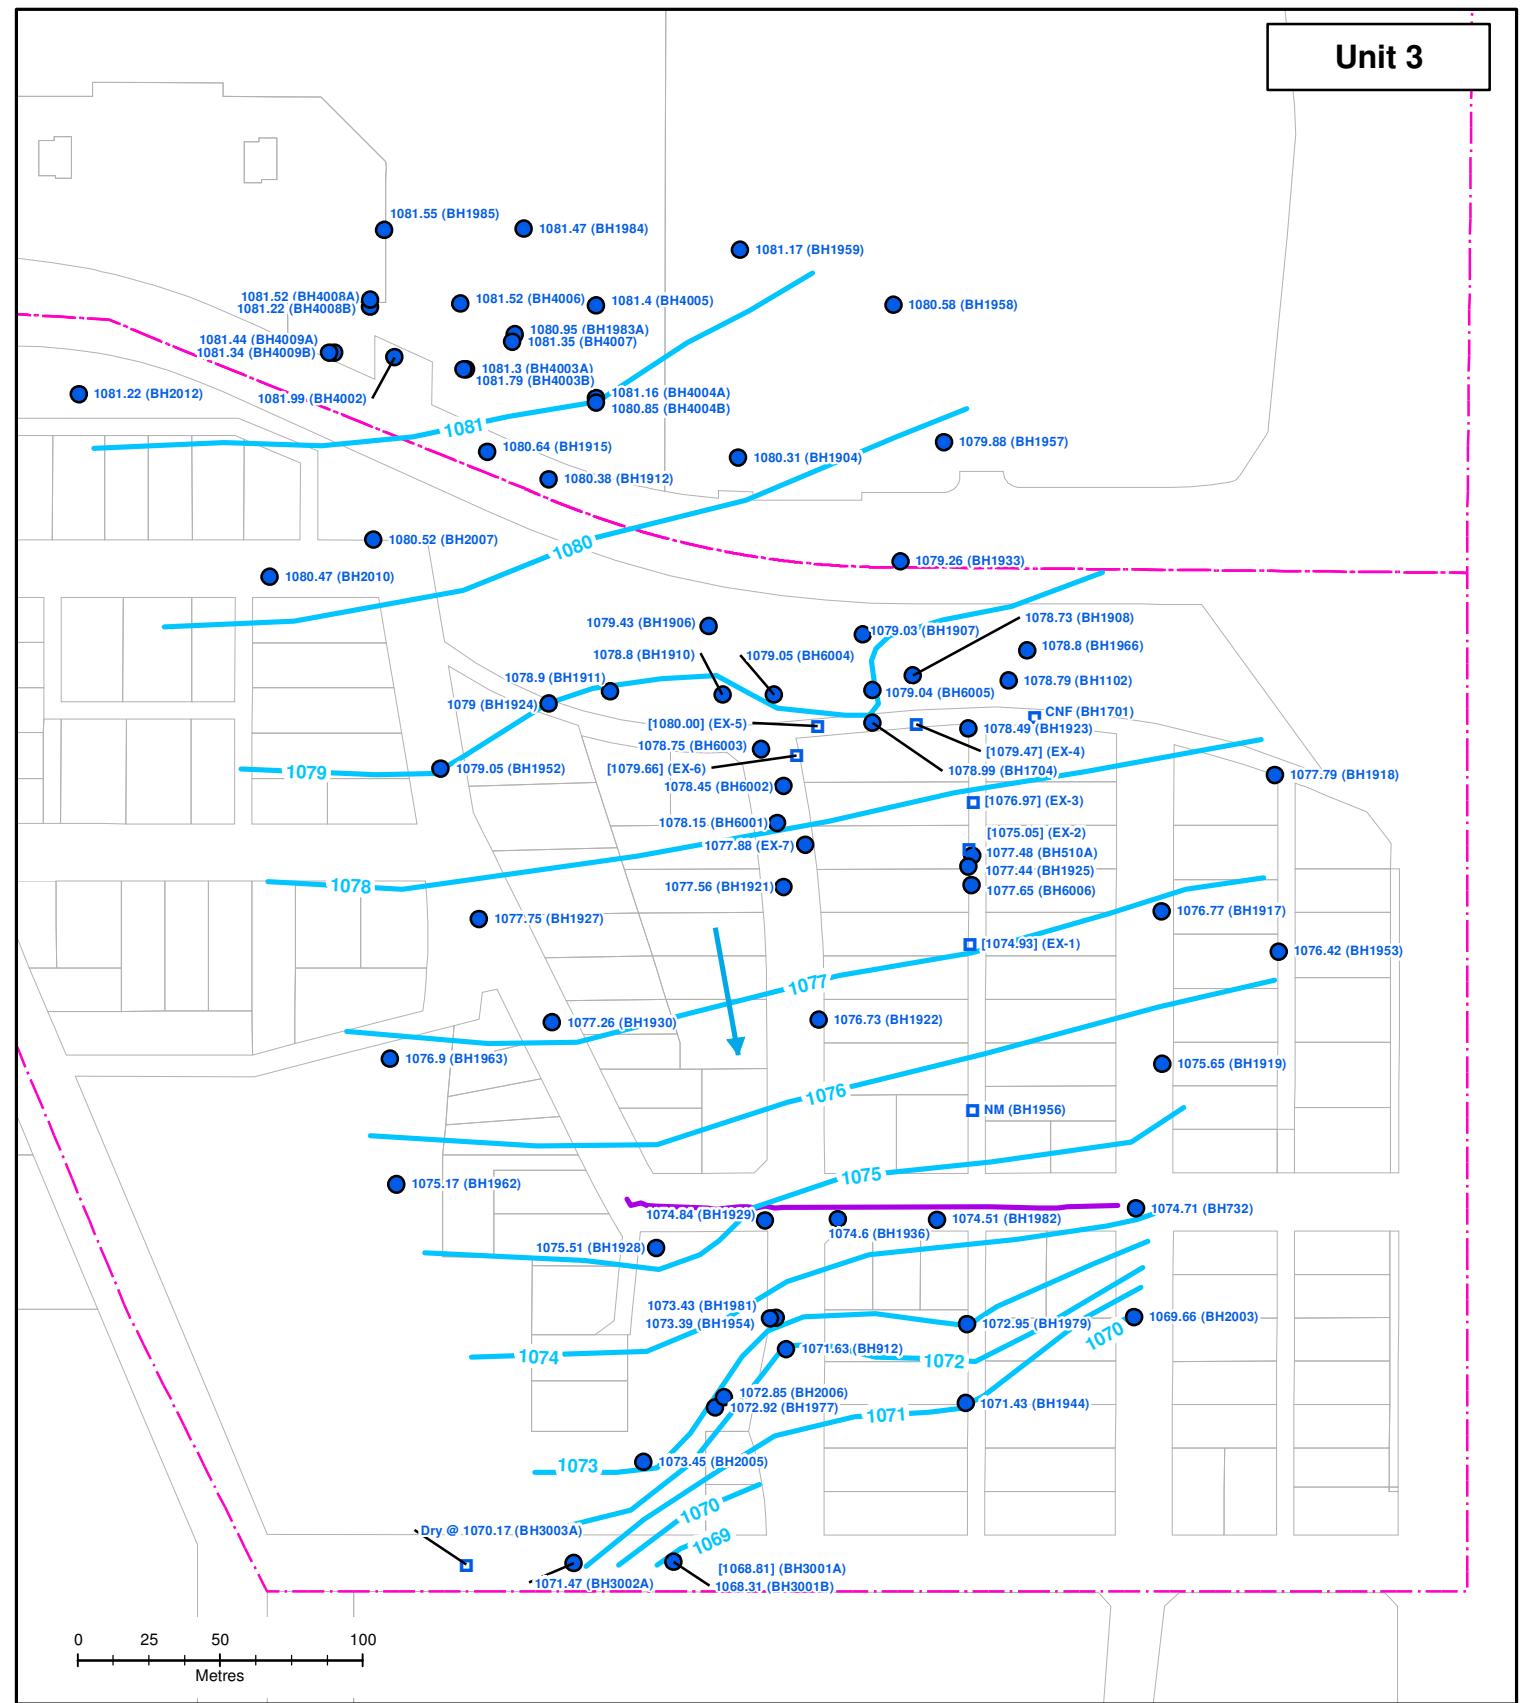 Unit 3
1081.55 (BH1985)
1081.47 (BH1984)
1081.17 (BH1959)
1081.52 (BH4008A)
1081.22 (BH4008B)
1081.52 (BH4006)
1081.4 (BH4005)
1080.58 (BH1958)
1081.44 (BH4009A)
1081.34 (BH4009B)
1080.95 (BH1983A)
1081.35 (BH4007)
1081.3 (BH4003A)
1081.79 (BH4003B)
1081.22 (BH2012)
1081.99 (BH4002)
1081.16 (BH4004A)
1080.85 (BH4004B)
1081
1080.64 (BH1915)
1080.31 (BH1904)
1079.88 (BH1957)
1080.38 (BH1912)
1080.52 (BH2007)
1080
1079.26 (BH1933)
1080.47 (BH2010)
1079.43 (BH1906)
1079.03 (BH1907)
1078.73 (BH1908)
1078.8 (BH1910)
1079.05 (BH6004)
1078.8 (BH1966)
1078.9 (BH1911)
1079.04 (BH6005)
1078.79 (BH1102)
1079 (BH1924)
[1080.00] (EX-5)
CNF (BH1701)
1078.49 (BH1923)
1078.75 (BH6003)
[1079.47] (EX-4)
1079
1079.05 (BH1952)
[1079.66] (EX-6)
1078.99 (BH1704)
1077.79 (BH1918)
1078.45 (BH6002)
[1076.97] (EX-3)
1078.15 (BH6001)
[1075.05] (EX-2)
1077.88 (EX-7)
1077.48 (BH510A)
1077.44 (BH1925)
1078
1077.56 (BH1921)
1077.65 (BH6006)
1077.75 (BH1927)
1076.77 (BH1917)
[1074.93] (EX-1)
1076.42 (BH1953)
1077
1077.26 (BH1930)
1076.73 (BH1922)
1076.9 (BH1963)
1075.65 (BH1919)
1076
NM (BH1956)
1075
1075.17 (BH1962)
1074.84 (BH1929)
1074.6 (BH1936)
1074.51 (BH1982)
1074.71 (BH732)
1075.51 (BH1928)
1073.43 (BH1981)
1073.39 (BH1954)
1072.95 (BH1979)
1069.66 (BH2003)
1070
1074
1071.63 (BH912)
1072
1072.85 (BH2006)
1072.92 (BH1977)
1071.43 (BH1944)
1071
1073
1073.45 (BH2005)
1070
Dry @ 1070.17 (BH3003A)
1069
[1068.81] (BH3001A)
1071.47 (BH3002A)
1068.31 (BH3001B)
0 25 50 100
Metres